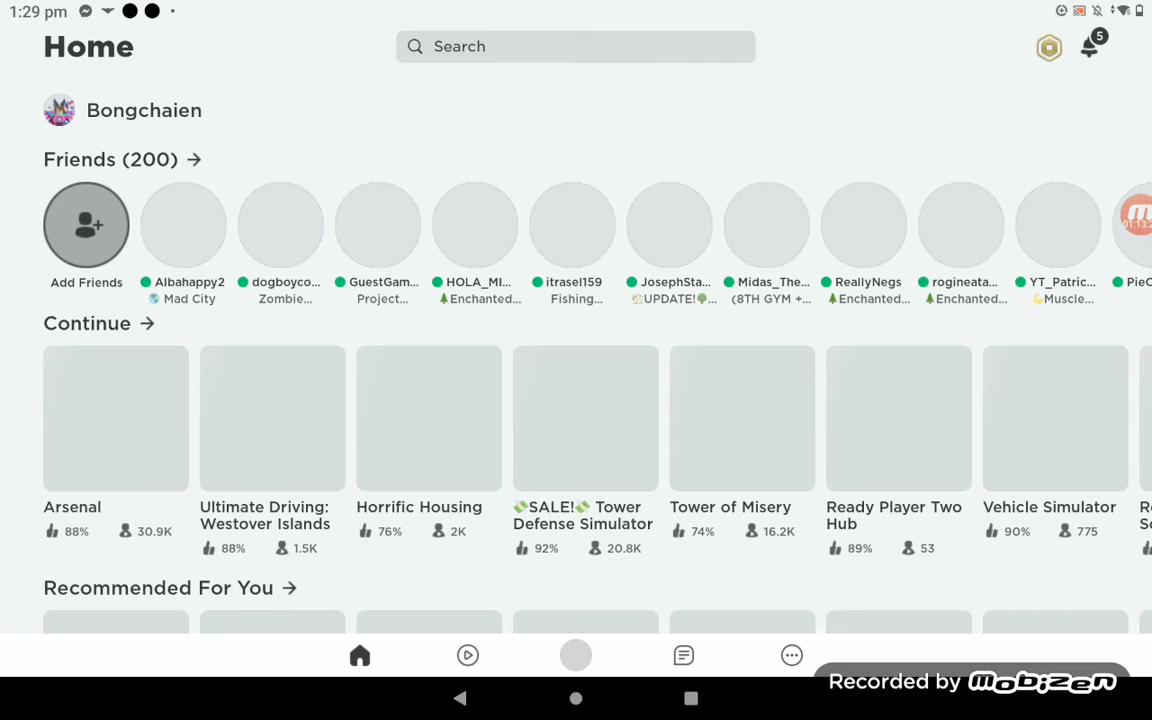 1:29 pm
Home
Search
5
Bongchaien
Friends (200)
Add Friends
Albahappy2
Mad City
dogboyco...
Zombie...
GuestGam...
Project...
HOLA_MI...
🌲Enchanted...
itrasel159
Fishing...
JosephSta...
UPDATE!🌳...
Midas_The...
(8TH GYM +...
ReallyNegs
🌲Enchanted...
rogineata...
🌲Enchanted...
YT_Patric...
💪Muscle...
PieC
01:13:2
Continue
Arsenal
88% 30.9K
Ultimate Driving:
Westover Islands
88% 1.5K
Horrific Housing
76% 2K
💸SALE!💸 Tower
Defense Simulator
92% 20.8K
Tower of Misery
74% 16.2K
Ready Player Two
Hub
89% 53
Vehicle Simulator
90% 775
Recommended For You
Recorded by mobizen